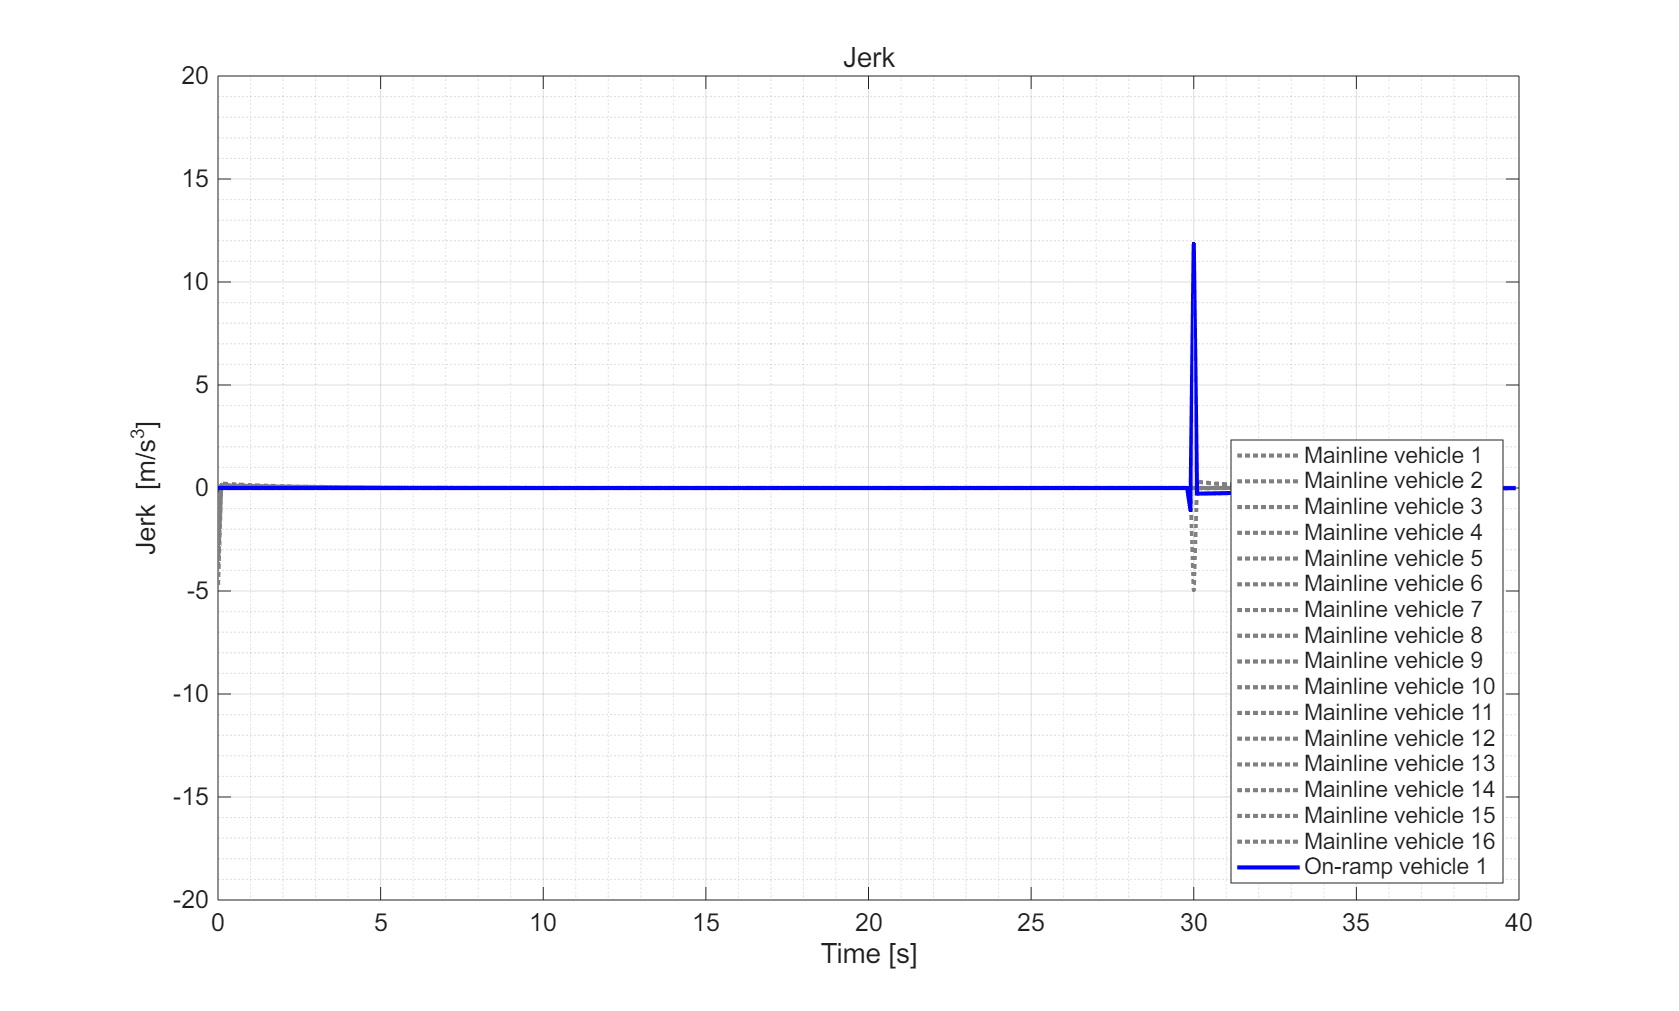 Jerk
20
15
10
5
0
-5
-10
-15
-20
Jerk [m/s³]
0 5 10 15 20 25 30 35 40
Time [s]
Mainline vehicle 1
Mainline vehicle 2
Mainline vehicle 3
Mainline vehicle 4
Mainline vehicle 5
Mainline vehicle 6
Mainline vehicle 7
Mainline vehicle 8
Mainline vehicle 9
Mainline vehicle 10
Mainline vehicle 11
Mainline vehicle 12
Mainline vehicle 13
Mainline vehicle 14
Mainline vehicle 15
Mainline vehicle 16
On-ramp vehicle 1